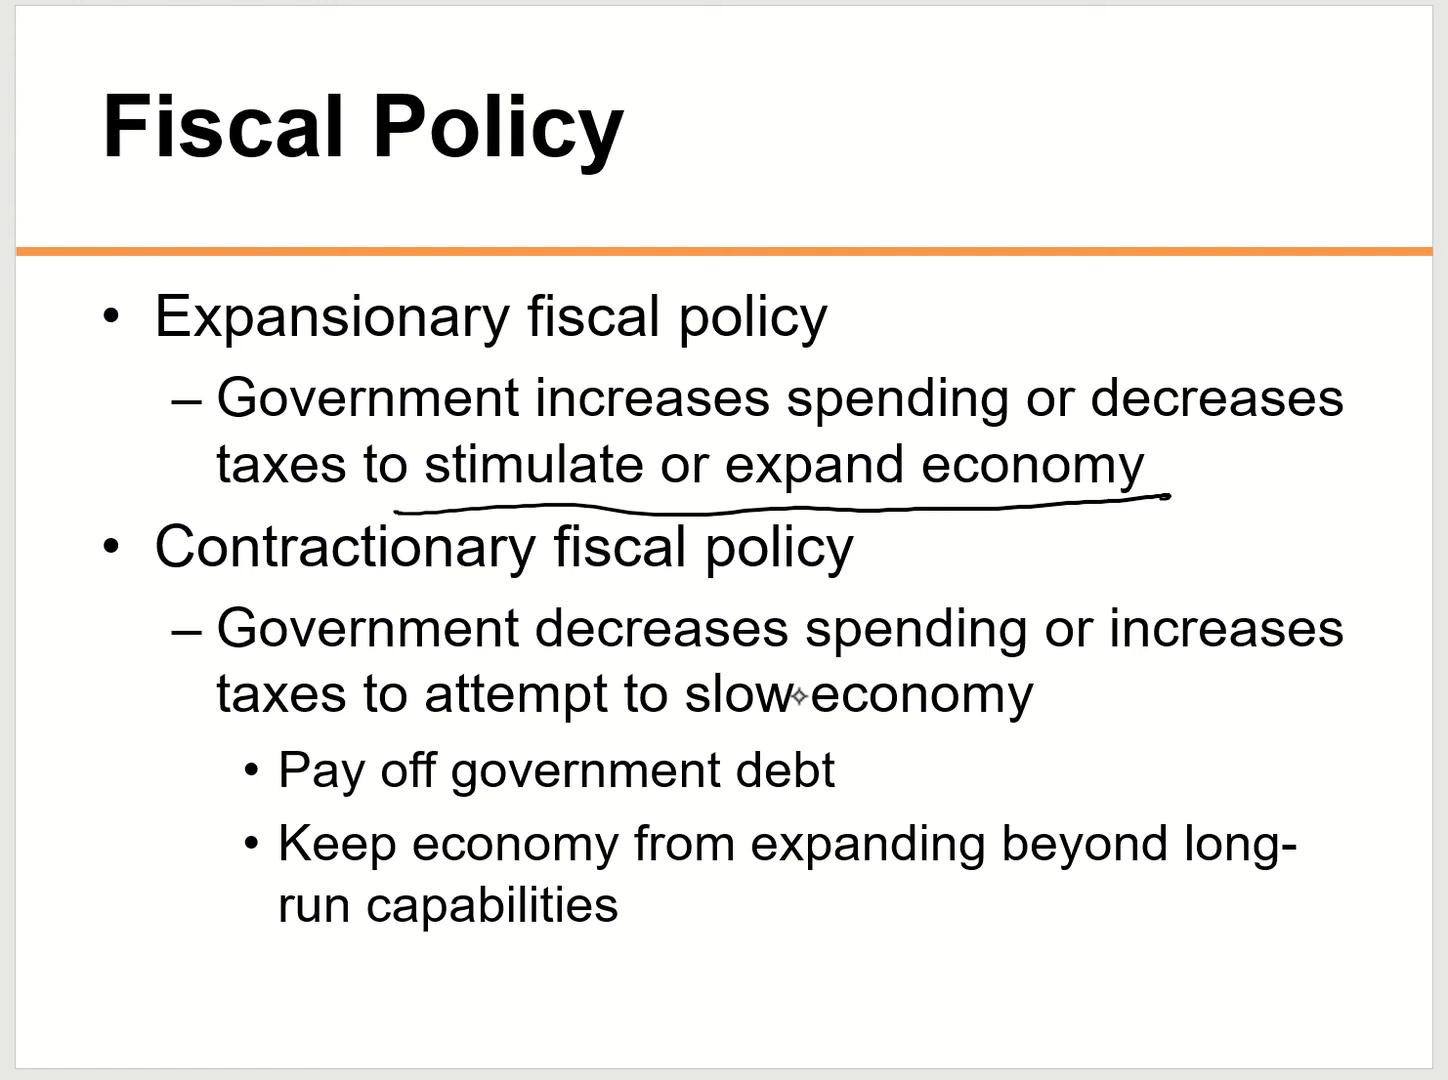 Fiscal Policy
• Expansionary fiscal policy
– Government increases spending or decreases
taxes to stimulate or expand economy
• Contractionary fiscal policy
– Government decreases spending or increases
taxes to attempt to slow economy
• Pay off government debt
• Keep economy from expanding beyond long-
run capabilities